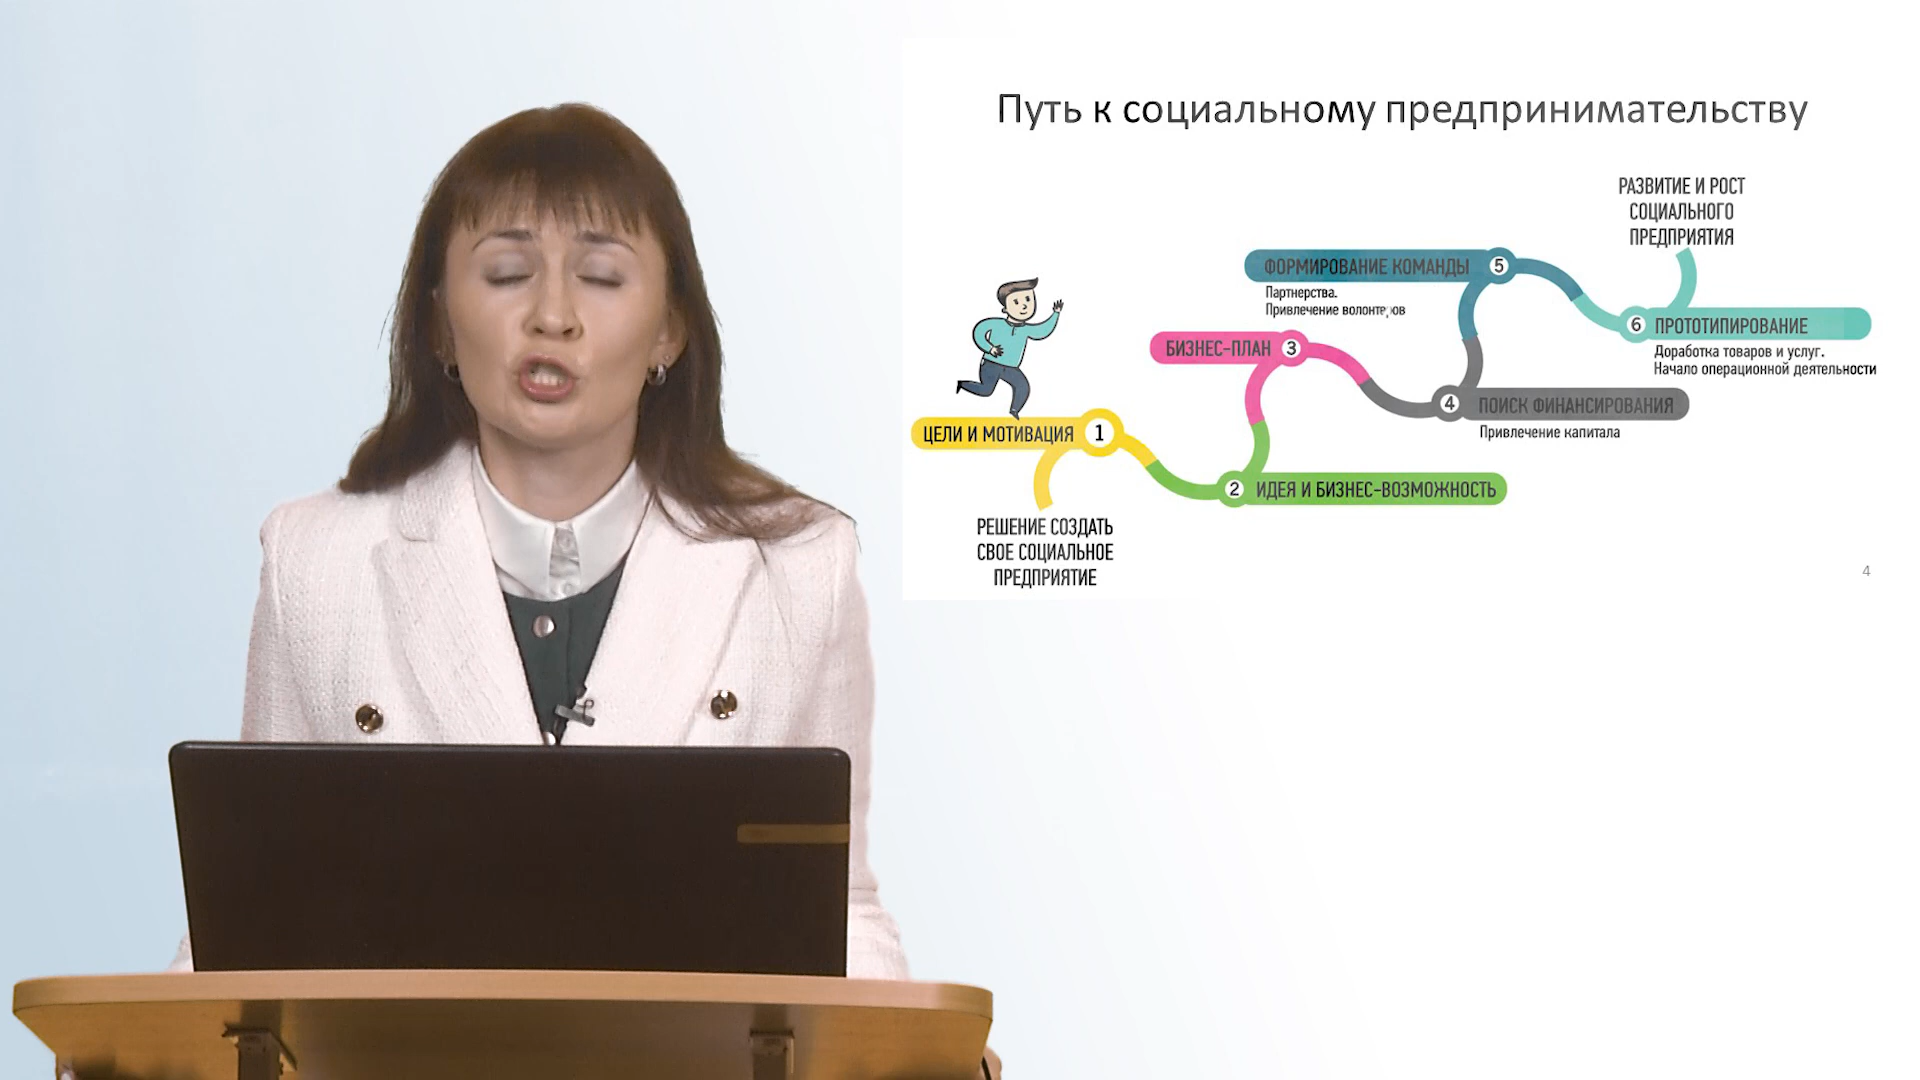 Путь к социальному предпринимательству
РАЗВИТИЕ И РОСТ
СОЦИАЛЬНОГО
ПРЕДПРИЯТИЯ
ФОРМИРОВАНИЕ КОМАНДЫ 5
Партнерства.
Привлечение
6 ПРОТОТИПИРОВАНИЕ
Доработка товаров и услуг.
Начало операционной деятельности
БИЗНЕС-ПЛАН 3
4 ПОИСК ФИНАНСИРОВАНИЯ
Привлечение капитала
ЦЕЛИ И МОТИВАЦИЯ 1
2 ИДЕЯ И БИЗНЕС-ВОЗМОЖНОСТЬ
РЕШЕНИЕ СОЗДАТЬ
СВОЕ СОЦИАЛЬНОЕ
ПРЕДПРИЯТИЕ
4